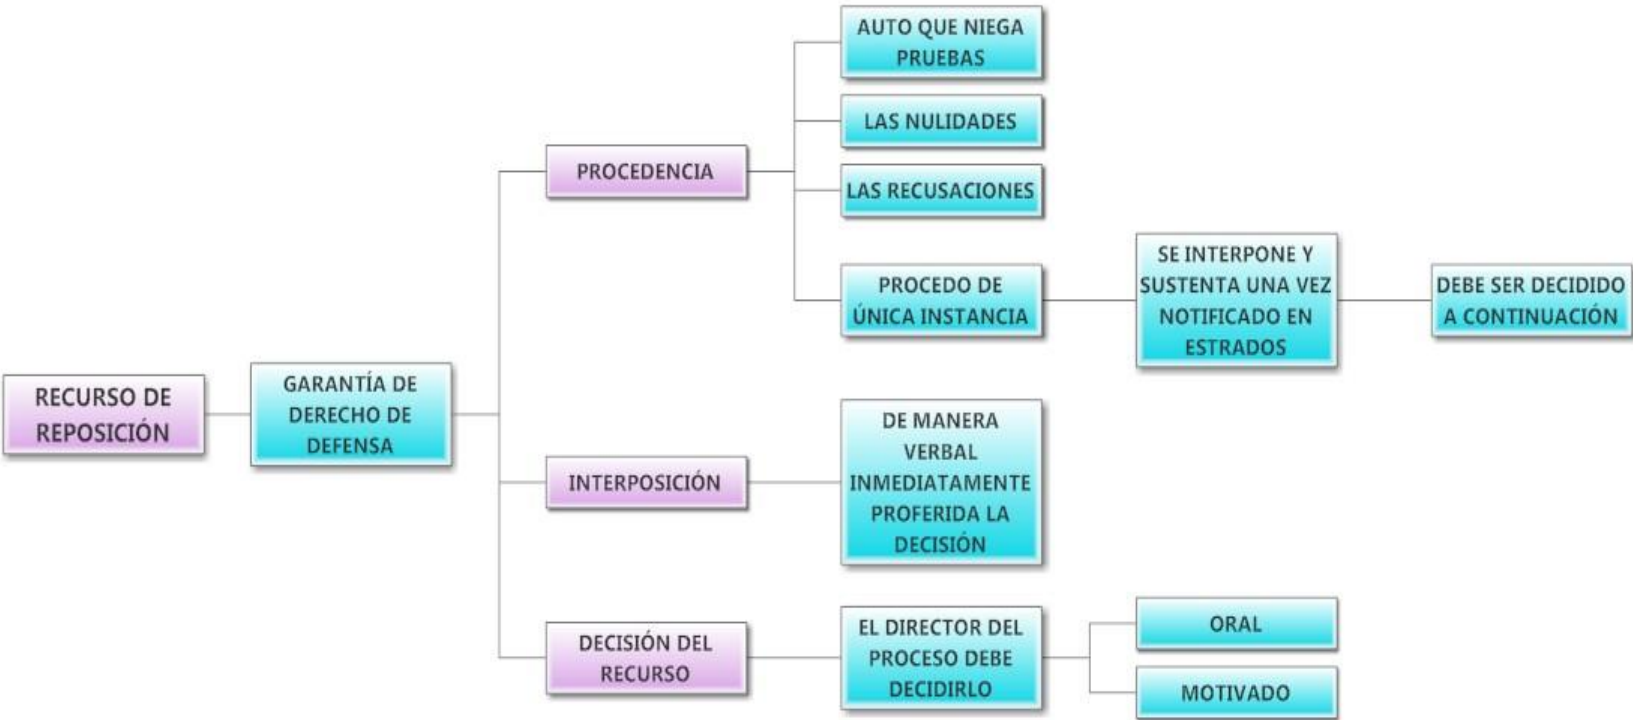 RECURSO DE
REPOSICIÓN
GARANTÍA DE
DERECHO DE
DEFENSA
PROCEDENCIA
AUTO QUE NIEGA
PRUEBAS
LAS NULIDADES
LAS RECUSACIONES
PROCEDO DE
ÚNICA INSTANCIA
SE INTERPONE Y
SUSTENTA UNA VEZ
NOTIFICADO EN
ESTRADOS
DEBE SER DECIDIDO
A CONTINUACIÓN
INTERPOSICIÓN
DE MANERA
VERBAL
INMEDIATAMENTE
PROFERIDA LA
DECISIÓN
DECISIÓN DEL
RECURSO
EL DIRECTOR DEL
PROCESO DEBE
DECIDIRLO
ORAL
MOTIVADO